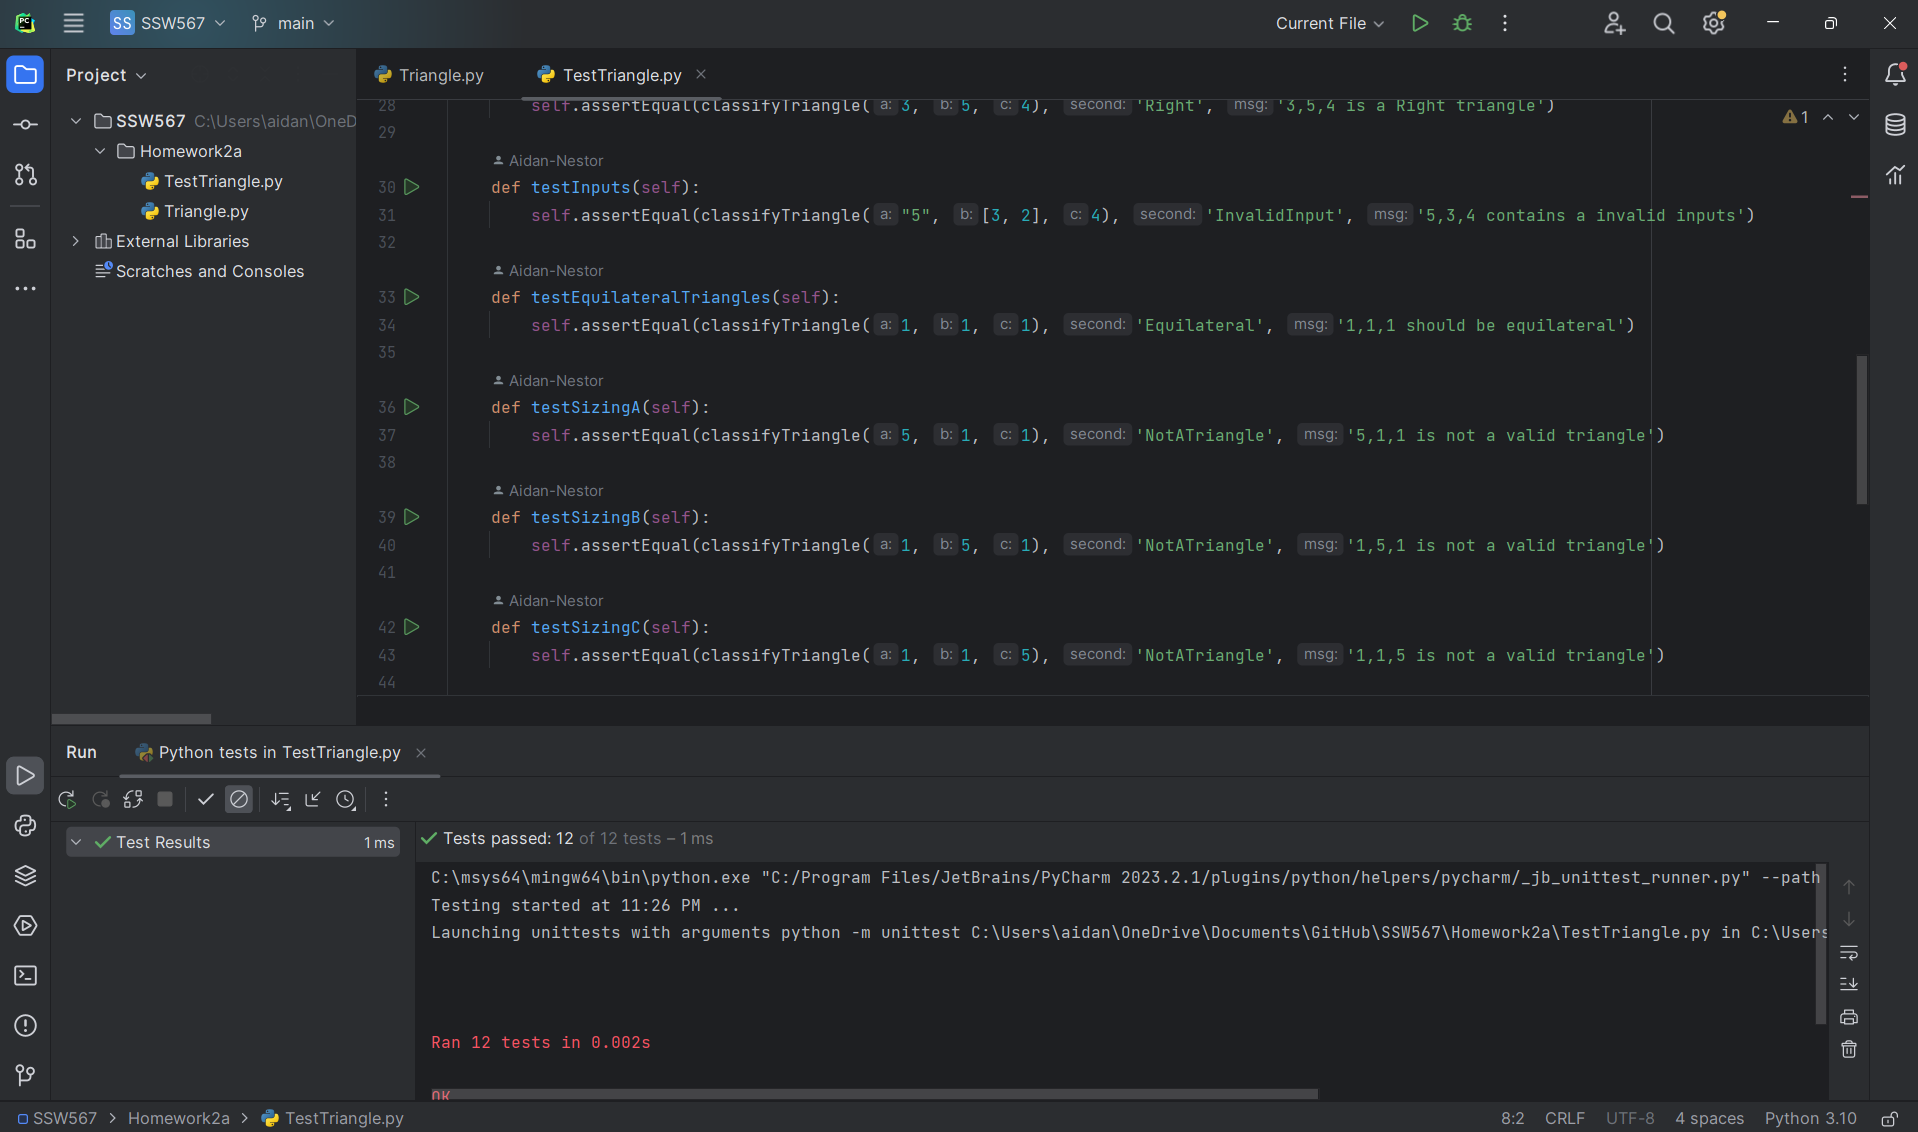 SS SSW567 main Current File
Project Triangle.py TestTriangle.py
SSW567 C:\Users\aidan\OneD
Homework2a
TestTriangle.py
Triangle.py
External Libraries
Scratches and Consoles
28 self.assertEqual(classifyTriangle( a: 3, b: 5, c: 4), second: 'Right', msg: '3,5,4 is a Right triangle')
29
1
Aidan-Nestor
30 def testInputs(self):
31 self.assertEqual(classifyTriangle( a: "5", b: [3, 2], c: 4), second: 'InvalidInput', msg: '5,3,4 contains a invalid inputs')
32
Aidan-Nestor
33 def testEquilateralTriangles(self):
34 self.assertEqual(classifyTriangle( a: 1, b: 1, c: 1), second: 'Equilateral', msg: '1,1,1 should be equilateral')
35
Aidan-Nestor
36 def testSizingA(self):
37 self.assertEqual(classifyTriangle( a: 5, b: 1, c: 1), second: 'NotATriangle', msg: '5,1,1 is not a valid triangle')
38
Aidan-Nestor
39 def testSizingB(self):
40 self.assertEqual(classifyTriangle( a: 1, b: 5, c: 1), second: 'NotATriangle', msg: '1,5,1 is not a valid triangle')
41
Aidan-Nestor
42 def testSizingC(self):
43 self.assertEqual(classifyTriangle( a: 1, b: 1, c: 5), second: 'NotATriangle', msg: '1,1,5 is not a valid triangle')
44
Run Python tests in TestTriangle.py
Test Results 1 ms
Tests passed: 12 of 12 tests – 1 ms
C:\msys64\mingw64\bin\python.exe "C:/Program Files/JetBrains/PyCharm 2023.2.1/plugins/python/helpers/pycharm/_jb_unittest_runner.py" --path
Testing started at 11:26 PM ...
Launching unittests with arguments python -m unittest C:\Users\aidan\OneDrive\Documents\GitHub\SSW567\Homework2a\TestTriangle.py in C:\Users
Ran 12 tests in 0.002s
OK
SSW567 > Homework2a > TestTriangle.py 8:2 CRLF UTF-8 4 spaces Python 3.10